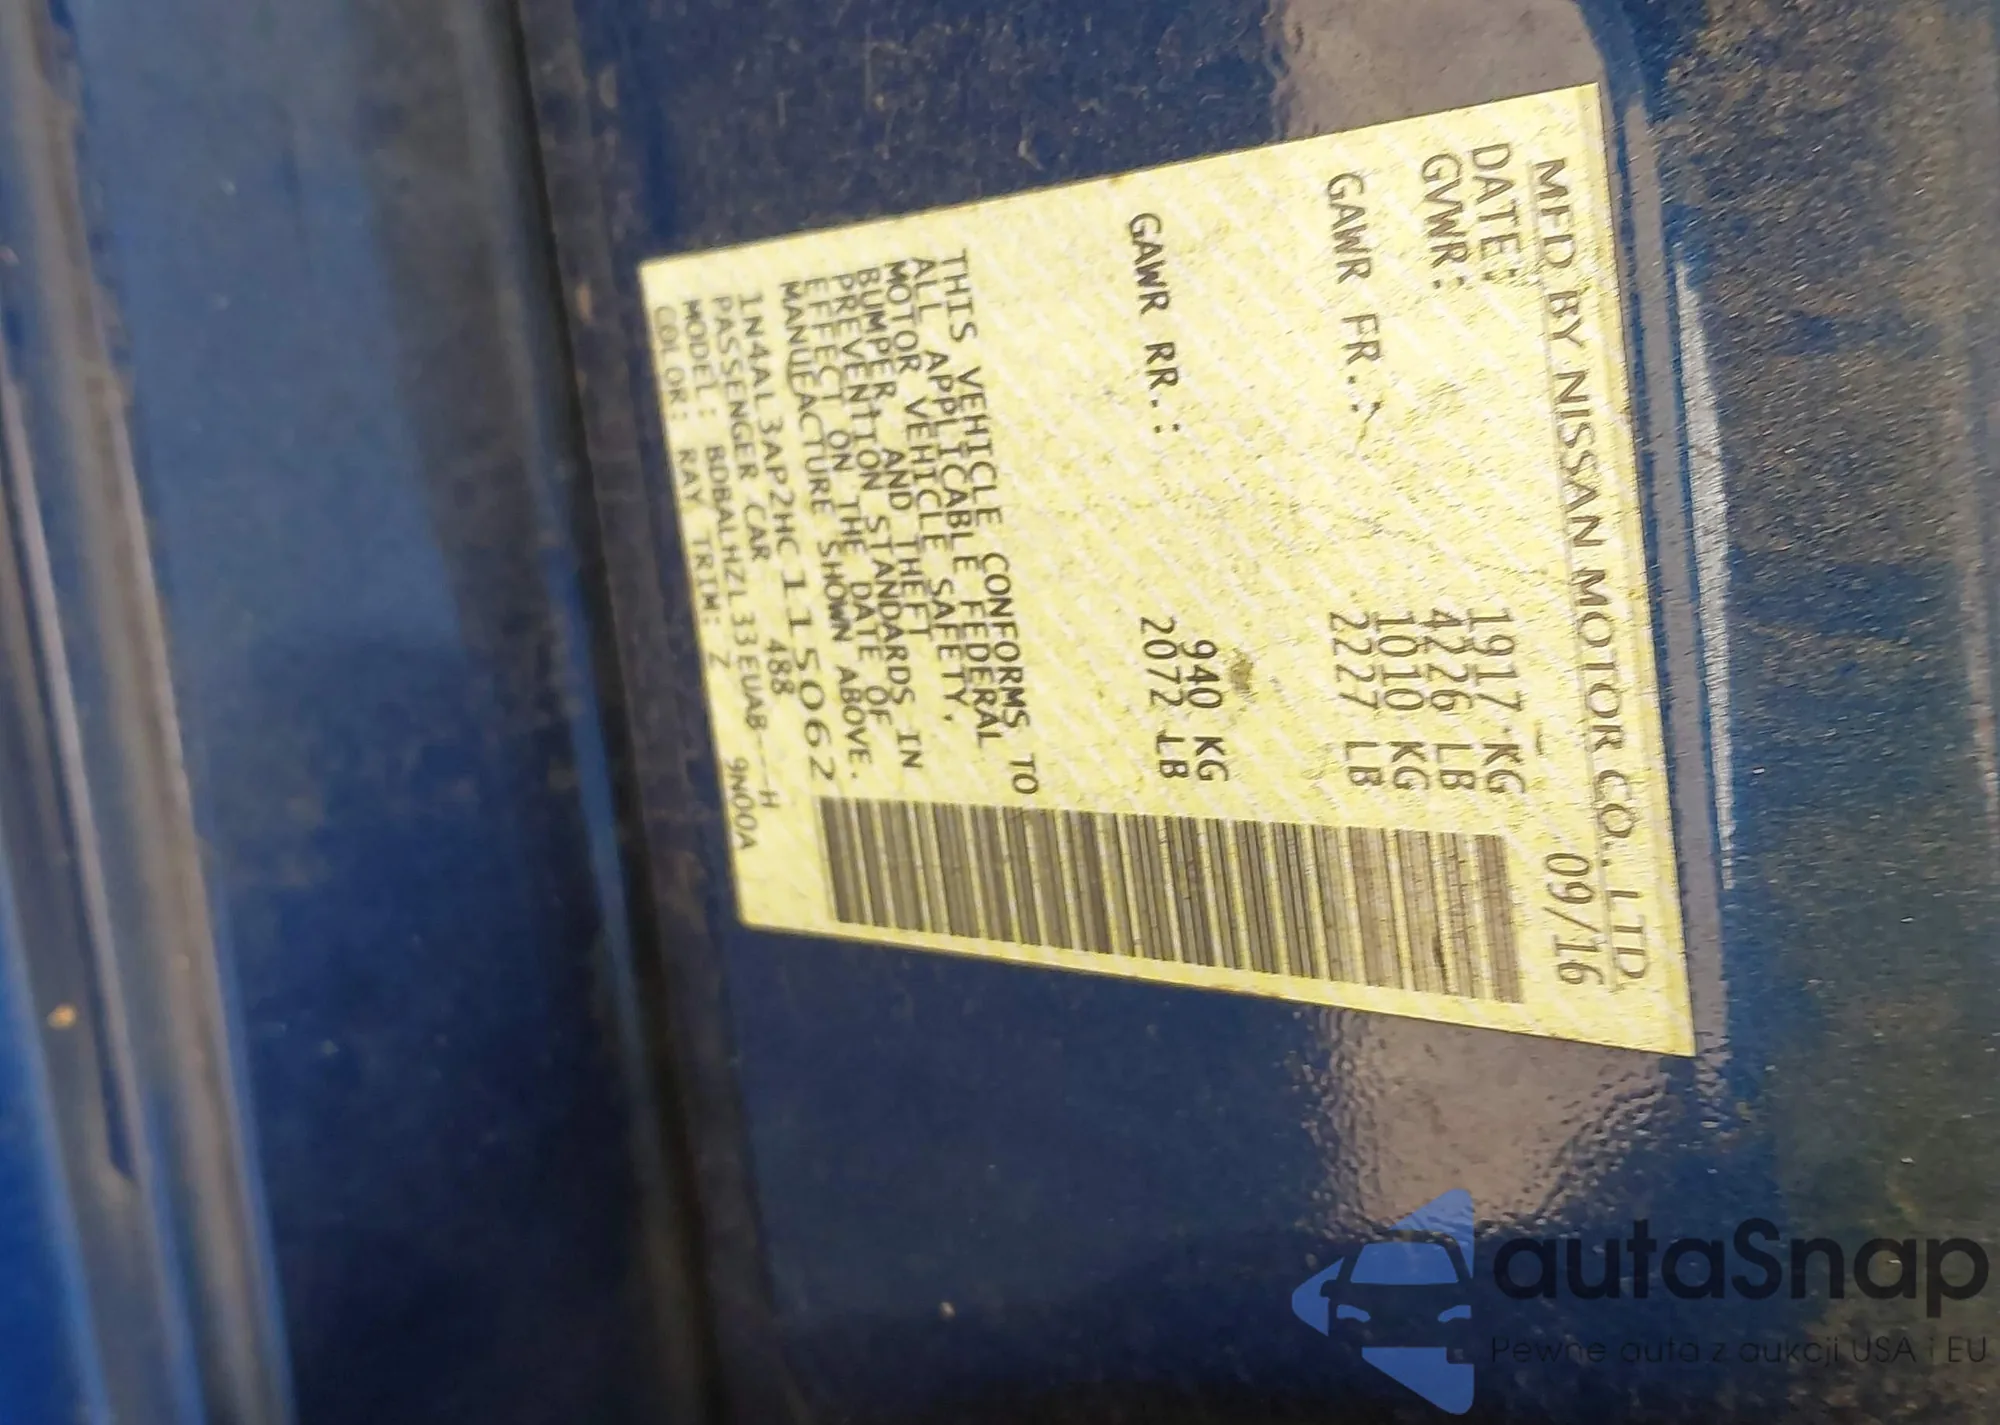 MFD BY NISSAN MOTOR CO., LTD.
DATE: 09/16
GVWR: 1917 KG
4226 LB
GAWR FR.: 1010 KG
2227 LB
GAWR RR.: 940 KG
2072 LB
THIS VEHICLE CONFORMS TO
ALL APPLICABLE FEDERAL
MOTOR VEHICLE SAFETY,
BUMPER, AND THEFT
PREVENTION STANDARDS IN
EFFECT ON THE DATE OF
MANUFACTURE SHOWN ABOVE.
1N4AL3AP2HC115062
PASSENGER CAR 488 H
MODEL: BDBALHZL33EUA8---- 9N00A
COLOR: RAY TRIM: Z
autaSnap
Pewne auta z aukcji USA i EU